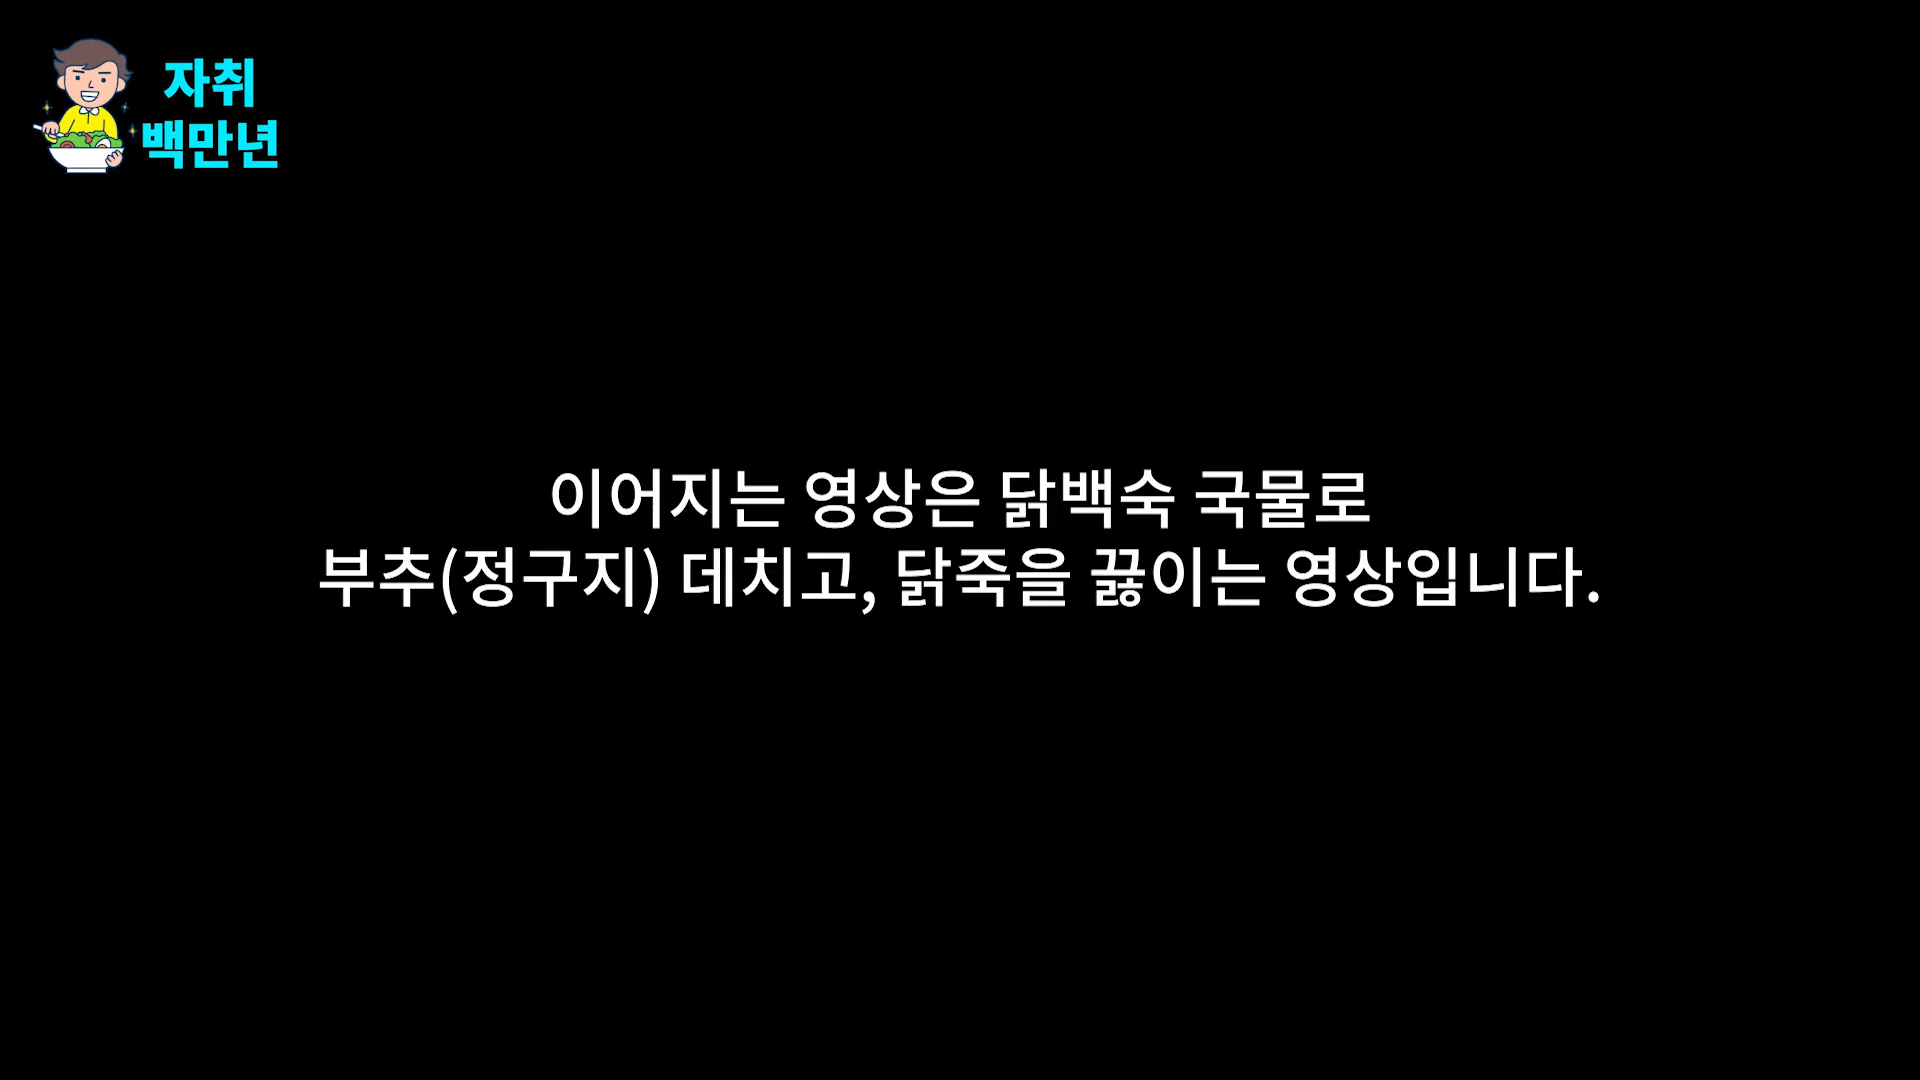 자취
백만년
이어지는 영상은 닭백숙 국물로
부추(정구지) 데치고, 닭죽을 끓이는 영상입니다.